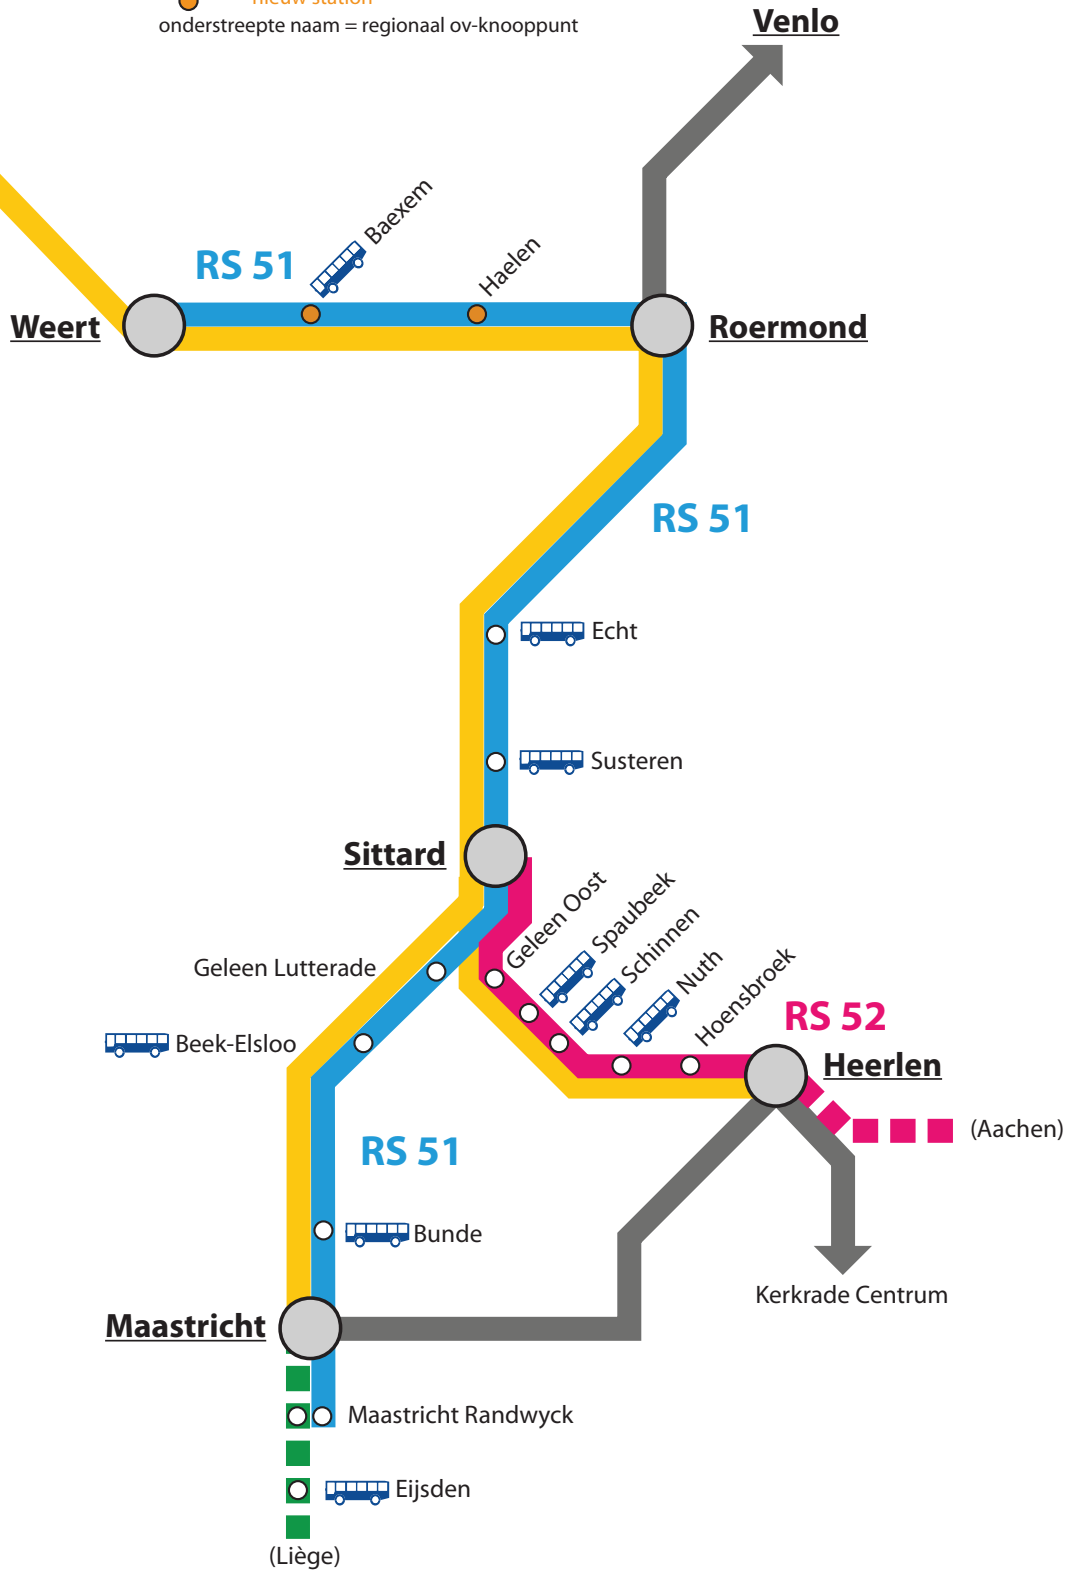 nieuw station
onderstreepte naam = regionaal ov-knooppunt
Venlo
Baexem
RS 51
Haelen
Weert
Roermond
RS 51
Echt
Susteren
Sittard
Geleen Oost
Spaubeek
Schinnen
Nuth
Hoensbroek
Geleen Lutterade
RS 52
Beek-Elsloo
Heerlen
(Aachen)
RS 51
Bunde
Kerkrade Centrum
Maastricht
Maastricht Randwyck
Eijsden
(Liège)